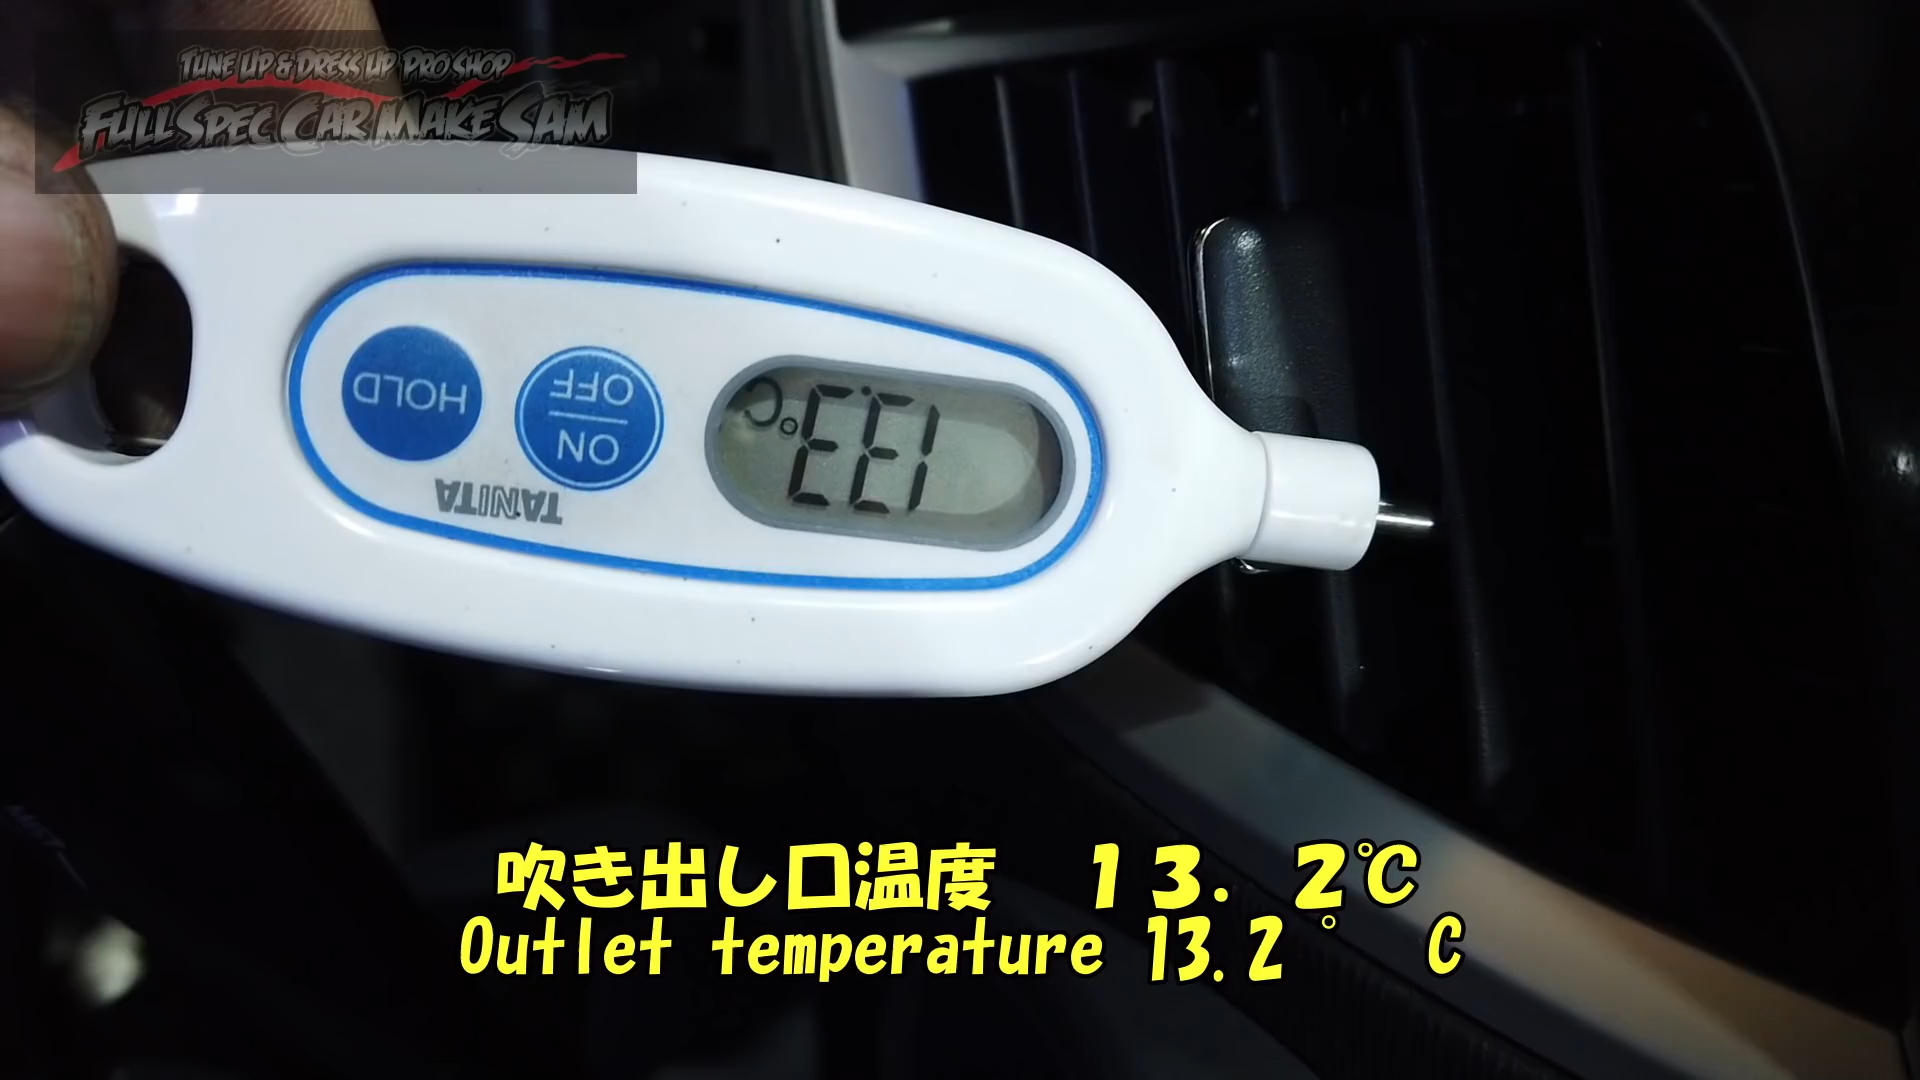 TUNE UP & DRESS UP PRO SHOP
FULL SPEC CAR MAKE SAM
TANITA
HOLD
ON
OFF
13.3°C
吹き出し口温度　１３．２℃
Outlet temperature 13.2°　C